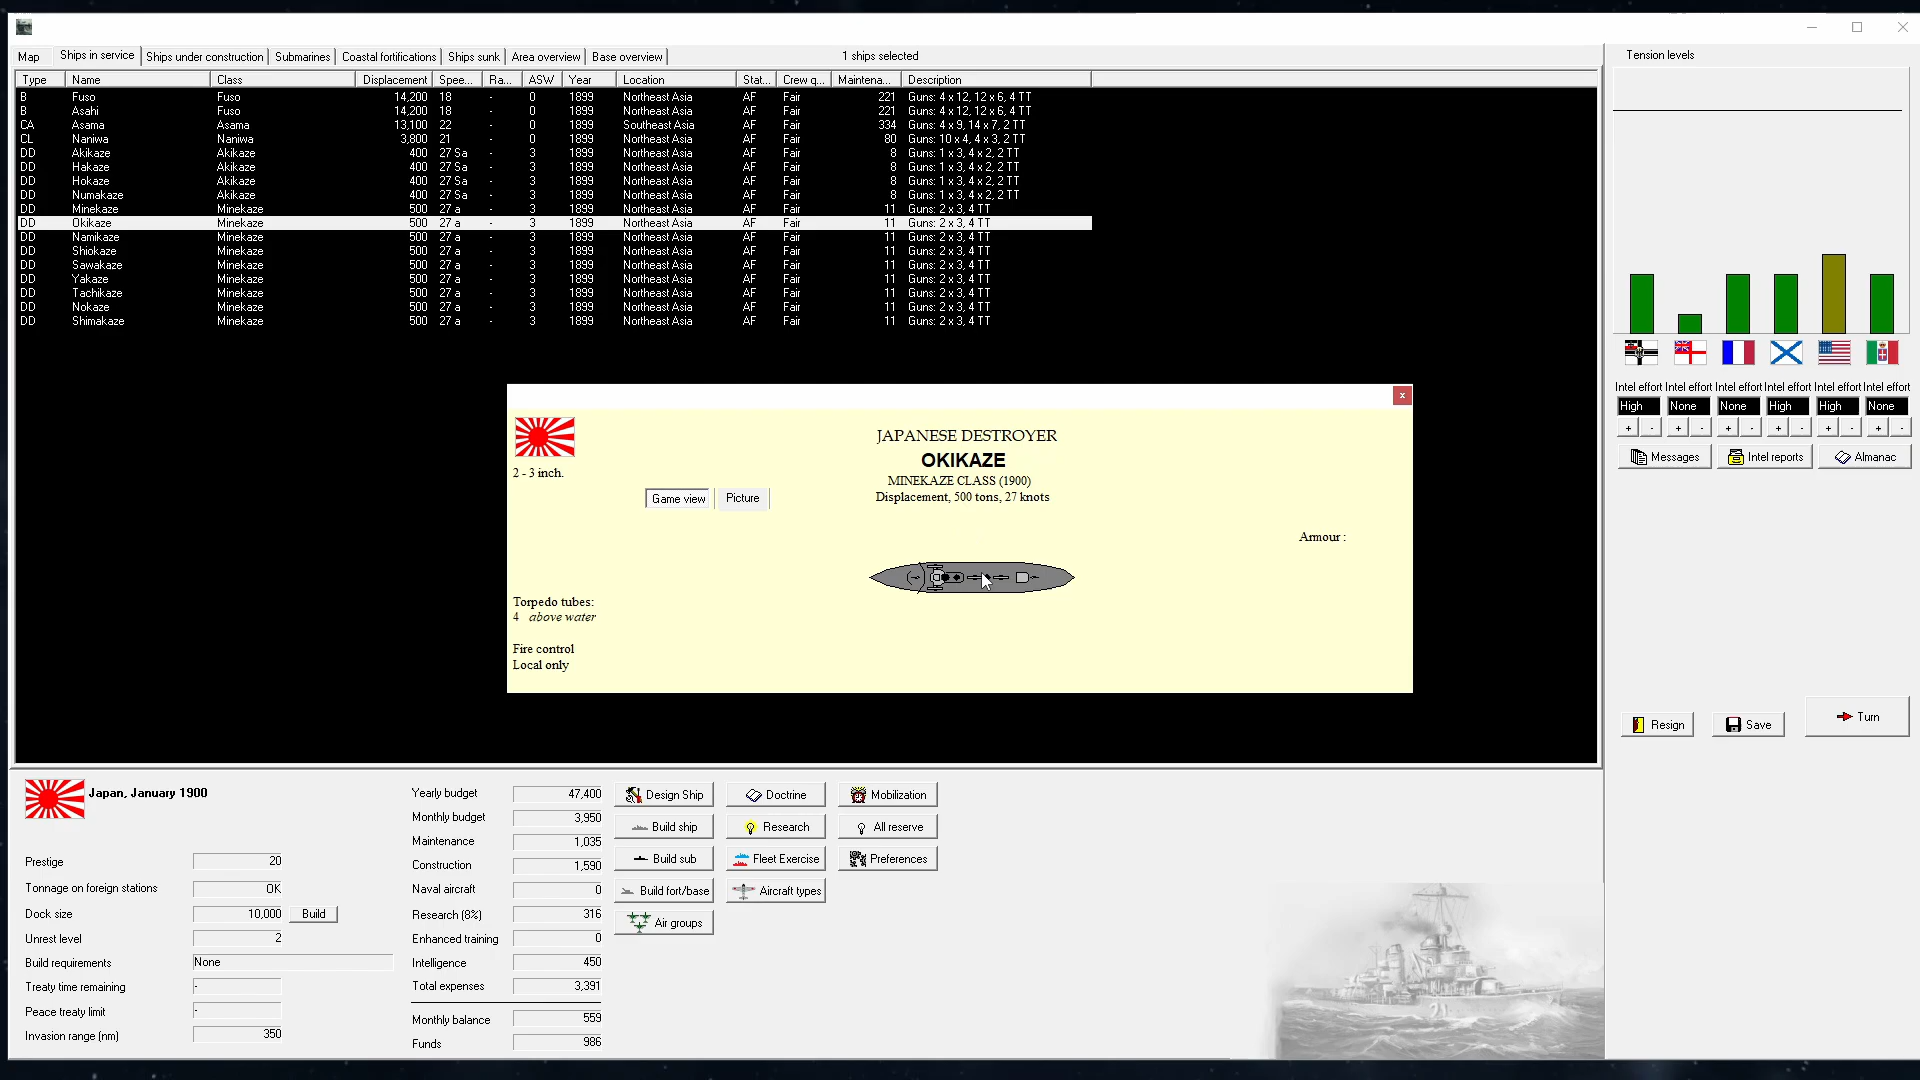 Map Ships in service Ships under construction Submarines Coastal fortifications Ships sunk Area overview Base overview 1 ships selected Tension levels
Type Name Class Displacement Spee... Ra... ASW Year Location Stat... Crew q... Maintena... Description
B Fuso Fuso 14,200 18 - 0 1899 Northeast Asia AF Fair 221 Guns: 4 x 12, 12 x 6, 4 TT
B Asahi Fuso 14,200 18 - 0 1899 Northeast Asia AF Fair 221 Guns: 4 x 12, 12 x 6, 4 TT
CA Asama Asama 13,100 22 - 0 1899 Southeast Asia AF Fair 334 Guns: 4 x 9, 14 x 7, 2 TT
CL Naniwa Naniwa 3,800 21 - 0 1899 Northeast Asia AF Fair 80 Guns: 10 x 4, 4 x 3, 2 TT
DD Akikaze Akikaze 400 27 Sa - 3 1899 Northeast Asia AF Fair 8 Guns: 1 x 3, 4 x 2, 2 TT
DD Hakaze Akikaze 400 27 Sa - 3 1899 Northeast Asia AF Fair 8 Guns: 1 x 3, 4 x 2, 2 TT
DD Hokaze Akikaze 400 27 Sa - 3 1899 Northeast Asia AF Fair 8 Guns: 1 x 3, 4 x 2, 2 TT
DD Numakaze Akikaze 400 27 Sa - 3 1899 Northeast Asia AF Fair 8 Guns: 1 x 3, 4 x 2, 2 TT
DD Minekaze Minekaze 500 27 a - 3 1899 Northeast Asia AF Fair 11 Guns: 2 x 3, 4 TT
DD Okikaze Minekaze 500 27 a - 3 1899 Northeast Asia AF Fair 11 Guns: 2 x 3, 4 TT
DD Namikaze Minekaze 500 27 a - 3 1899 Northeast Asia AF Fair 11 Guns: 2 x 3, 4 TT
DD Shiokaze Minekaze 500 27 a - 3 1899 Northeast Asia AF Fair 11 Guns: 2 x 3, 4 TT
DD Sawakaze Minekaze 500 27 a - 3 1899 Northeast Asia AF Fair 11 Guns: 2 x 3, 4 TT
DD Yakaze Minekaze 500 27 a - 3 1899 Northeast Asia AF Fair 11 Guns: 2 x 3, 4 TT
DD Tachikaze Minekaze 500 27 a - 3 1899 Northeast Asia AF Fair 11 Guns: 2 x 3, 4 TT
DD Nokaze Minekaze 500 27 a - 3 1899 Northeast Asia AF Fair 11 Guns: 2 x 3, 4 TT
DD Shimakaze Minekaze 500 27 a - 3 1899 Northeast Asia AF Fair 11 Guns: 2 x 3, 4 TT
Intel effort Intel effort Intel effort Intel effort Intel effort Intel effort
High None None High High None
+ - + - + - + - + - + -
Messages Intel reports Almanac
Resign Save Turn
JAPANESE DESTROYER
OKIKAZE
MINEKAZE CLASS (1900)
Displacement, 500 tons, 27 knots
2 - 3 inch.
Game view Picture
Armour :
Torpedo tubes:
4 above water
Fire control
Local only
Japan, January 1900
Prestige 20
Tonnage on foreign stations OK
Dock size 10,000 Build
Unrest level 2
Build requirements None
Treaty time remaining -
Peace treaty limit -
Invasion range (nm) 350
Yearly budget 47,400
Monthly budget 3,950
Maintenance 1,035
Construction 1,590
Naval aircraft 0
Research (8%) 316
Enhanced training 0
Intelligence 450
Total expenses 3,391
Monthly balance 559
Funds 986
Design Ship Doctrine Mobilization
Build ship Research All reserve
Build sub Fleet Exercise Preferences
Build fort/base Aircraft types
Air groups